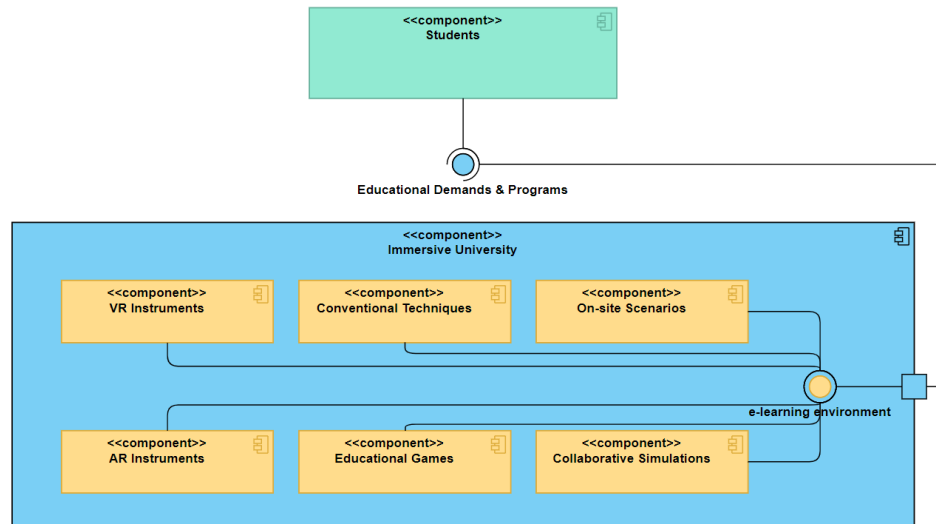 <<component>>
Students
Educational Demands & Programs
<<component>>
Immersive University
<<component>>
VR Instruments
<<component>>
Conventional Techniques
<<component>>
On-site Scenarios
e-learning environment
<<component>>
AR Instruments
<<component>>
Educational Games
<<component>>
Collaborative Simulations